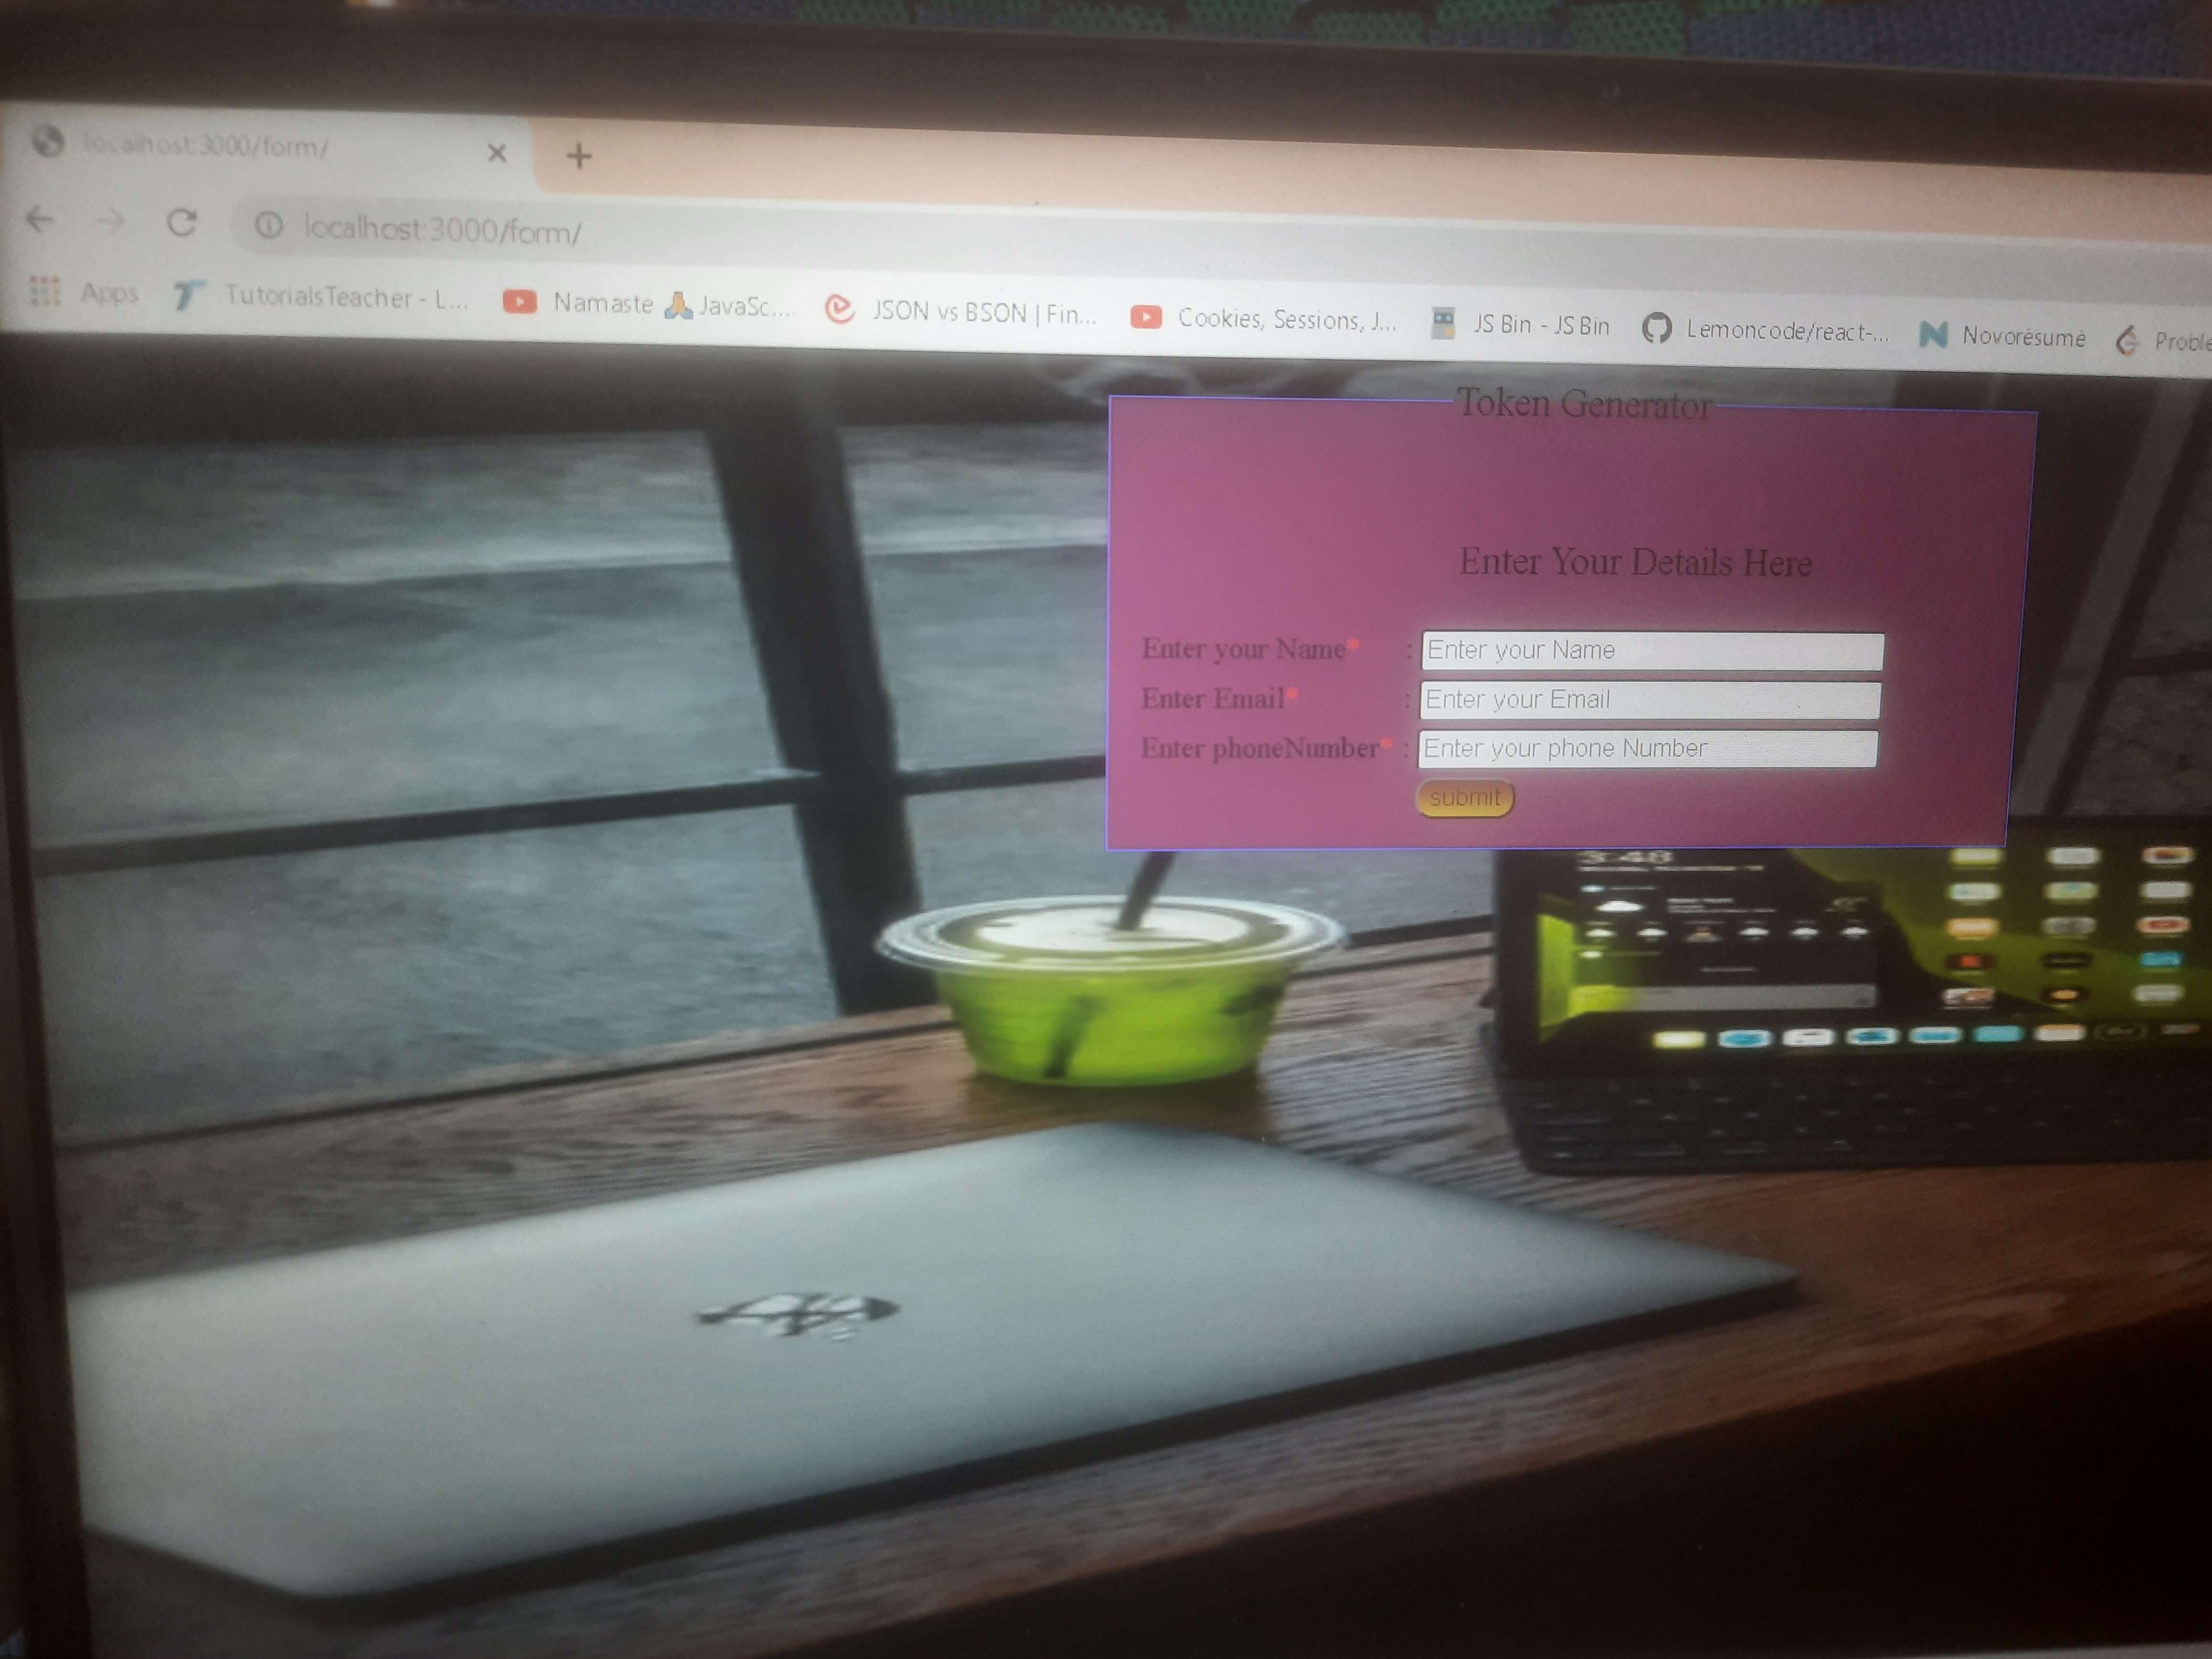 localhost:3000/form/
localhost:3000/form/
Apps TutorialsTeacher - L... Namaste 🙏 JavaSc... JSON vs BSON | Fin... Cookies, Sessions, J... JS Bin - JS Bin Lemoncode/react-... Novorésumé Proble
Token Generator
Enter Your Details Here
Enter your Name* : Enter your Name
Enter Email* : Enter your Email
Enter phoneNumber* : Enter your phone Number
submit
3:48